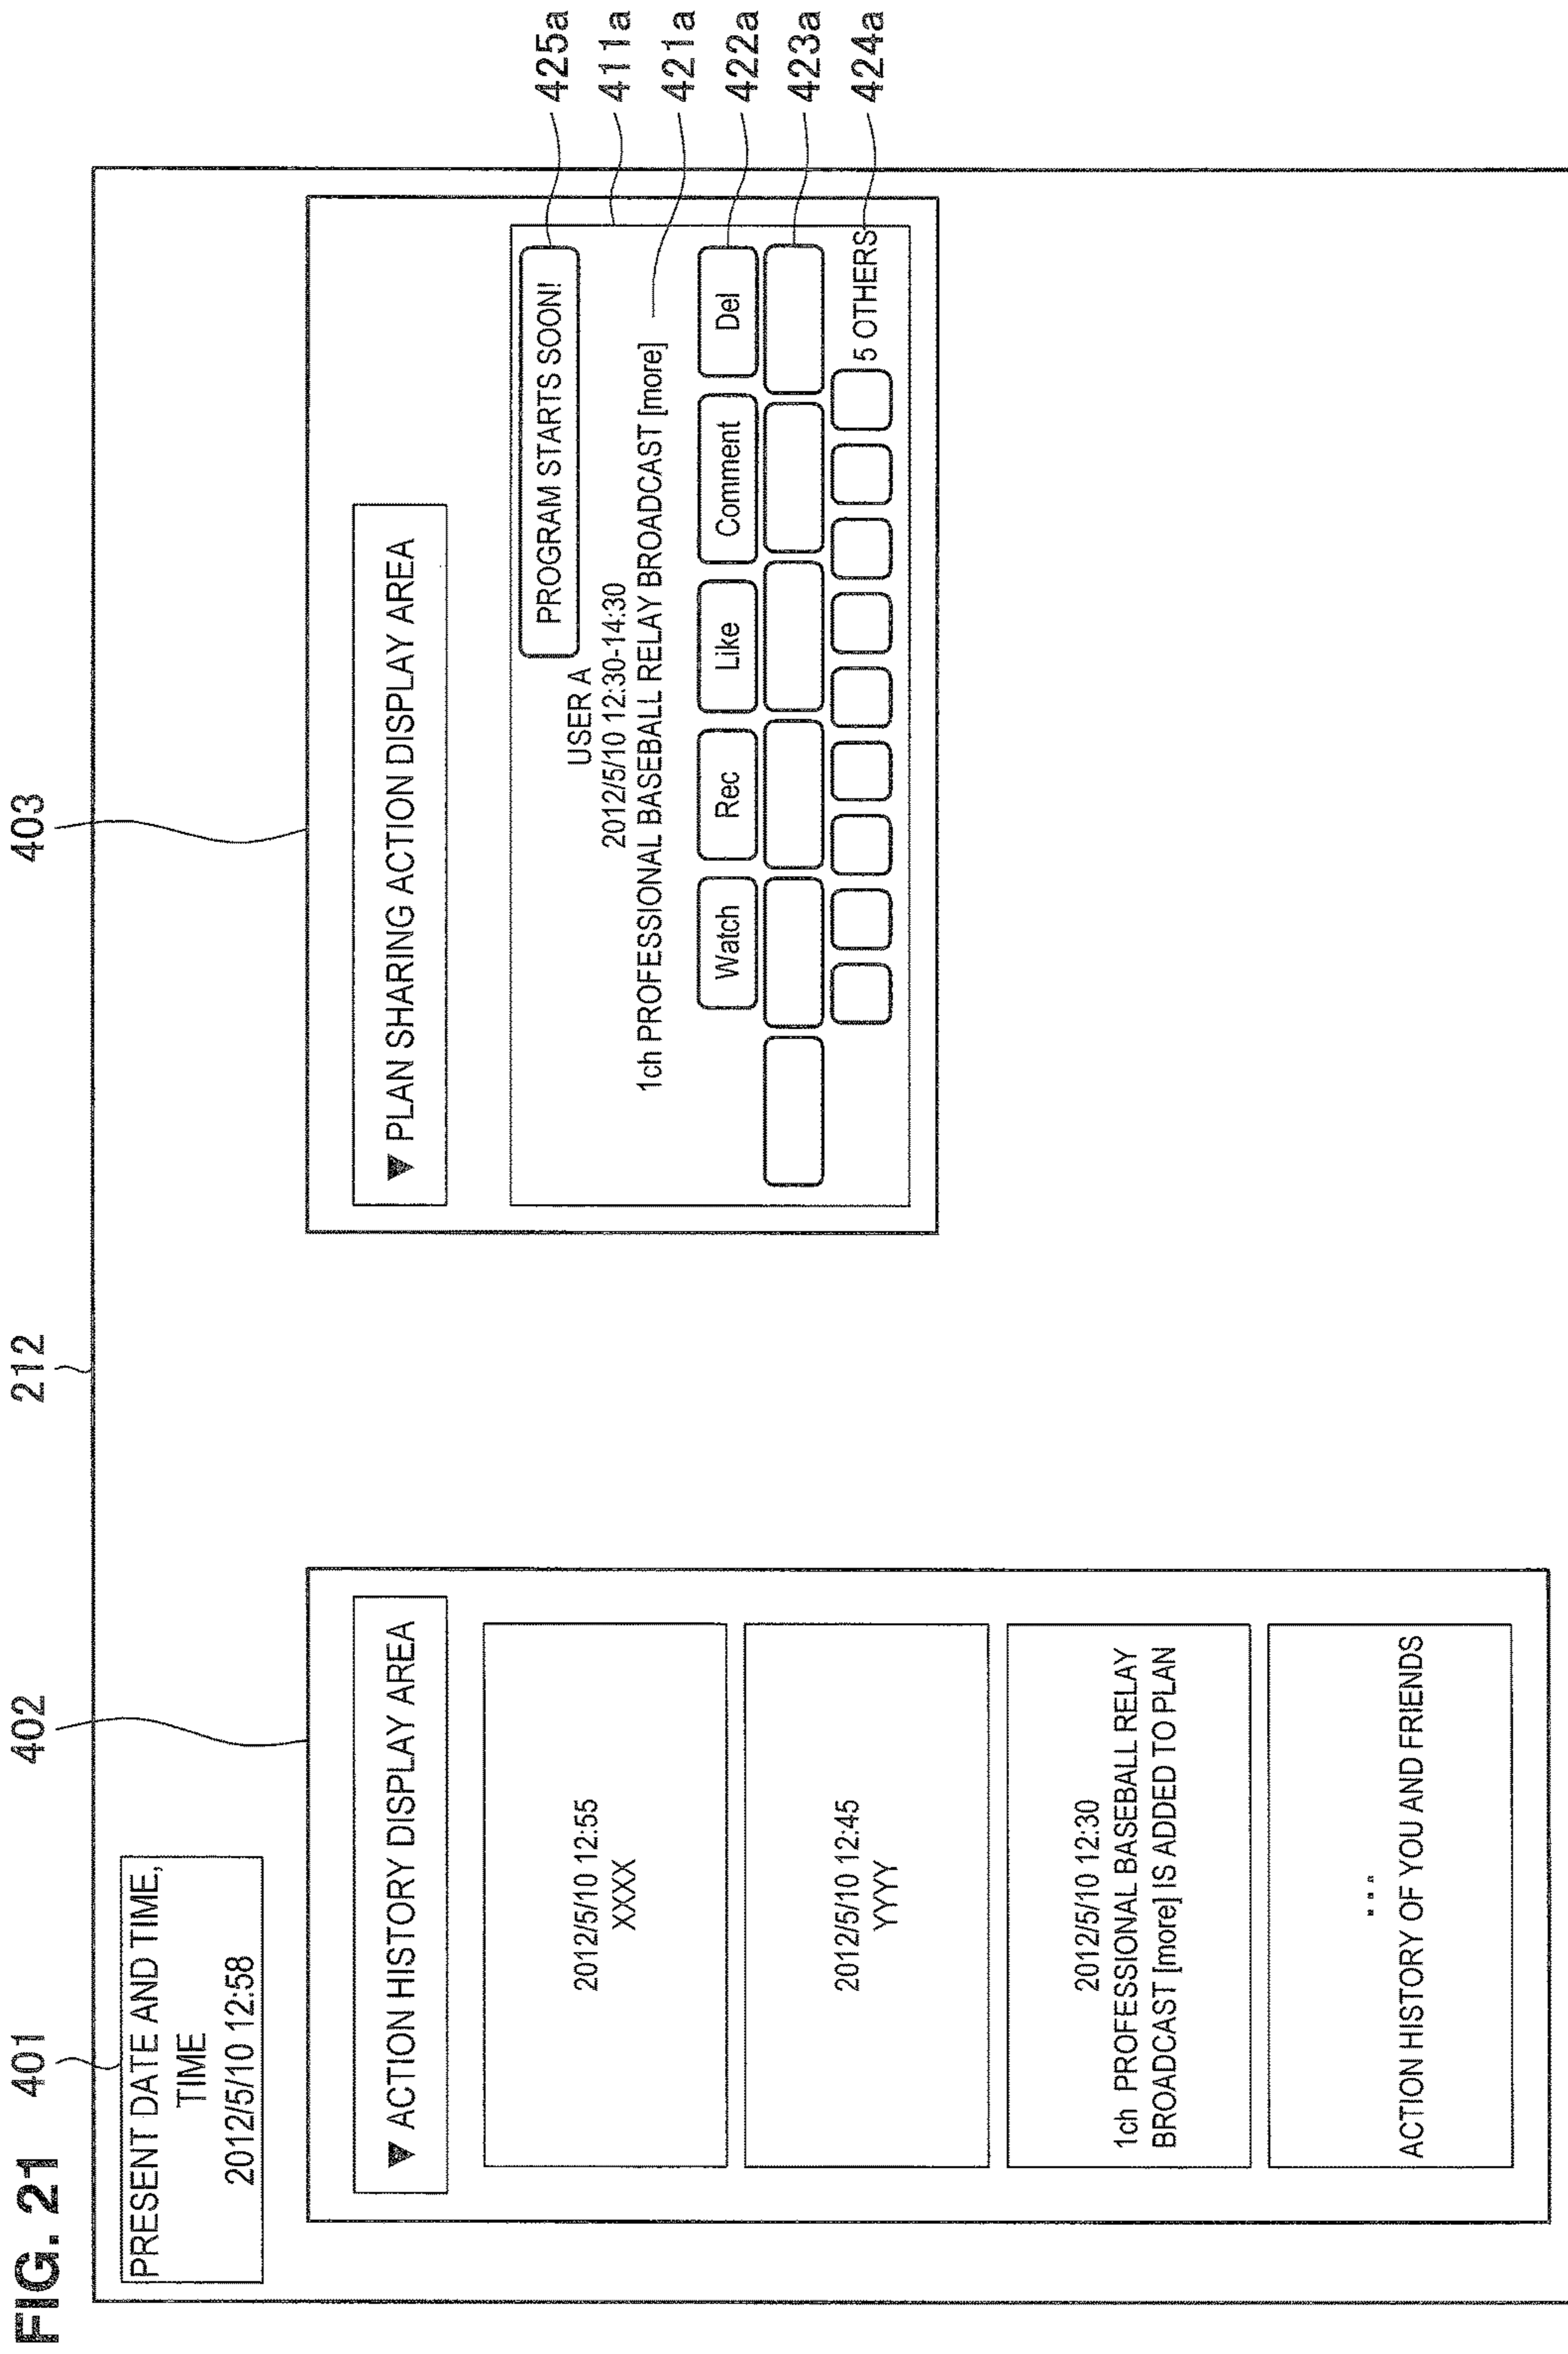 FIG. 21
401
402
212
403
PRESENT DATE AND TIME,
TIME
2012/5/10 12:58
▼ ACTION HISTORY DISPLAY AREA
2012/5/10 12:55
XXXX
2012/5/10 12:45
YYYY
2012/5/10 12:30
1ch PROFESSIONAL BASEBALL RELAY
BROADCAST [more] IS ADDED TO PLAN
...
ACTION HISTORY OF YOU AND FRIENDS
▼ PLAN SHARING ACTION DISPLAY AREA
PROGRAM STARTS SOON!
USER A
2012/5/10 12:30-14:30
1ch PROFESSIONAL BASEBALL RELAY BROADCAST [more]
Watch Rec Like Comment Del
5 OTHERS
425a
411a
421a
422a
423a
424a